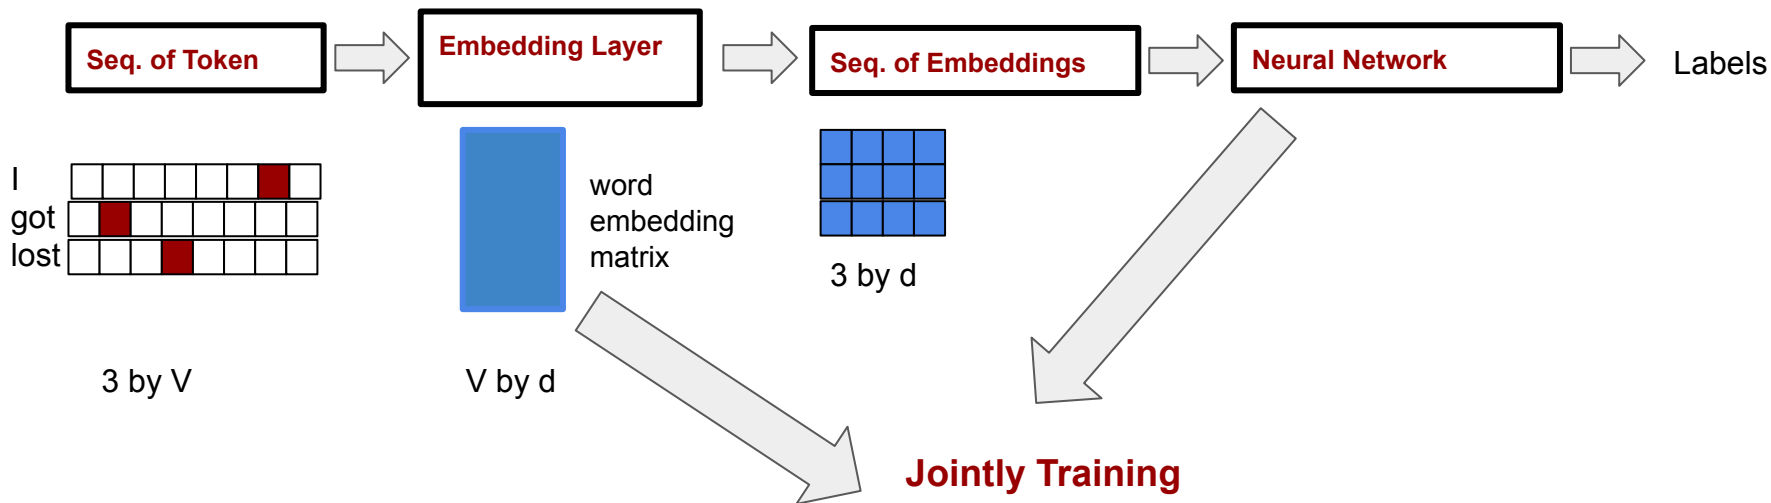 Seq. of Token
Embedding Layer
Seq. of Embeddings
Neural Network
Labels
I
got
lost
word
embedding
matrix
3 by d
3 by V
V by d
Jointly Training